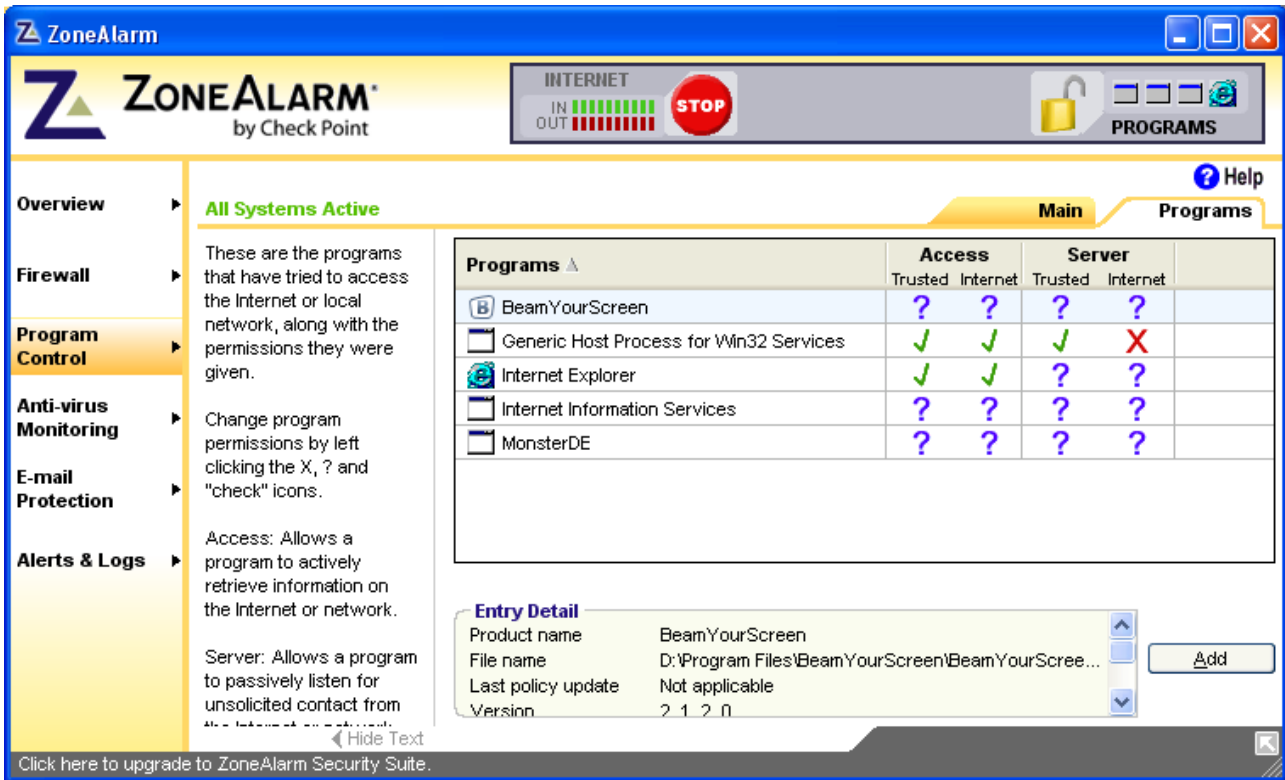 ZoneAlarm
ZONEALARM
by Check Point
INTERNET
IN
OUT
STOP
PROGRAMS
Help
Overview
Firewall
Program
Control
Anti-virus
Monitoring
E-mail
Protection
Alerts & Logs
All Systems Active
Main
Programs
These are the programs
that have tried to access
the Internet or local
network, along with the
permissions they were
given.
Change program
permissions by left
clicking the X, ? and
"check" icons.
Access: Allows a
program to actively
retrieve information on
the Internet or network.
Server: Allows a program
to passively listen for
unsolicited contact from
Hide Text
Programs Access Server
Trusted Internet Trusted Internet
BeamYourScreen ? ? ? ?
Generic Host Process for Win32 Services ✓ ✓ ✓ X
Internet Explorer ✓ ✓ ? ?
Internet Information Services ? ? ? ?
MonsterDE ? ? ? ?
Entry Detail
Product name BeamYourScreen
File name D:\Program Files\BeamYourScreen\BeamYourScree...
Last policy update Not applicable
Version 2.1.2.0
Add
Click here to upgrade to ZoneAlarm Security Suite.